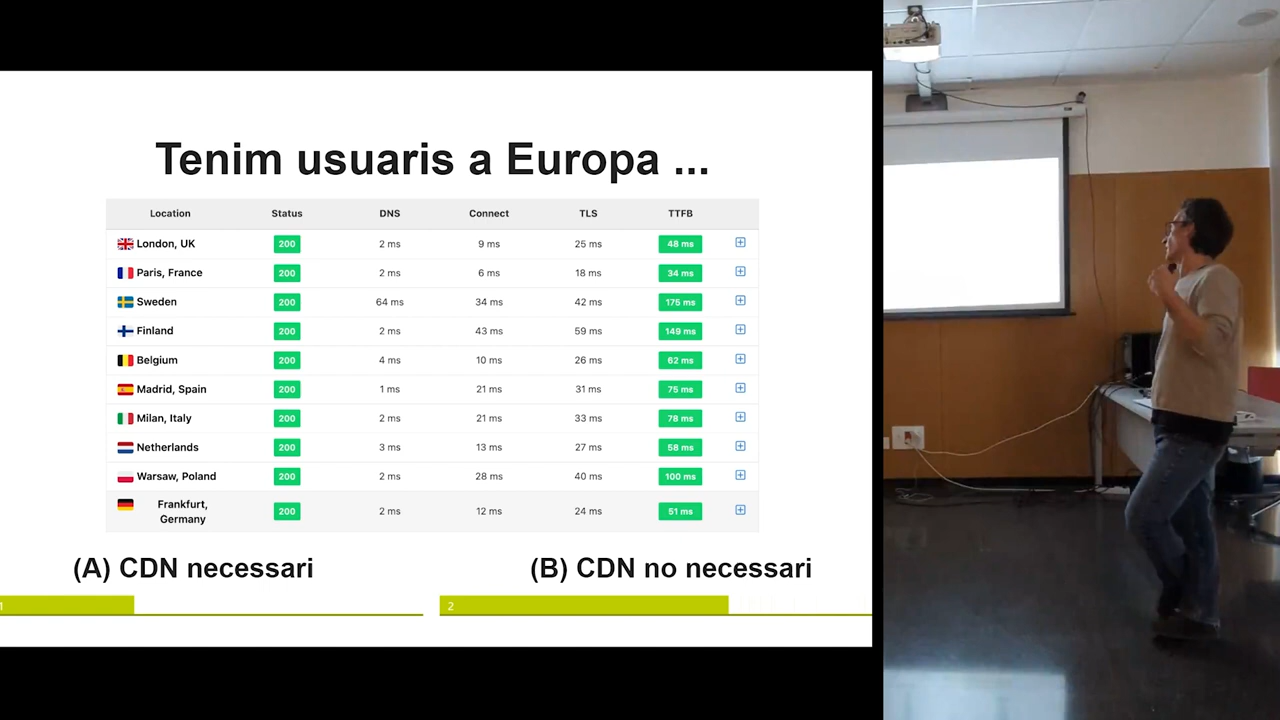 Tenim usuaris a Europa ...
Location Status DNS Connect TLS TTFB
London, UK 200 2 ms 9 ms 25 ms 48 ms
Paris, France 200 2 ms 6 ms 18 ms 34 ms
Sweden 200 64 ms 34 ms 42 ms 175 ms
Finland 200 2 ms 43 ms 59 ms 149 ms
Belgium 200 4 ms 10 ms 26 ms 62 ms
Madrid, Spain 200 1 ms 21 ms 31 ms 75 ms
Milan, Italy 200 2 ms 21 ms 33 ms 78 ms
Netherlands 200 3 ms 13 ms 27 ms 58 ms
Warsaw, Poland 200 2 ms 28 ms 40 ms 100 ms
Frankfurt,
Germany 200 2 ms 12 ms 24 ms 51 ms
(A) CDN necessari (B) CDN no necessari
1 2